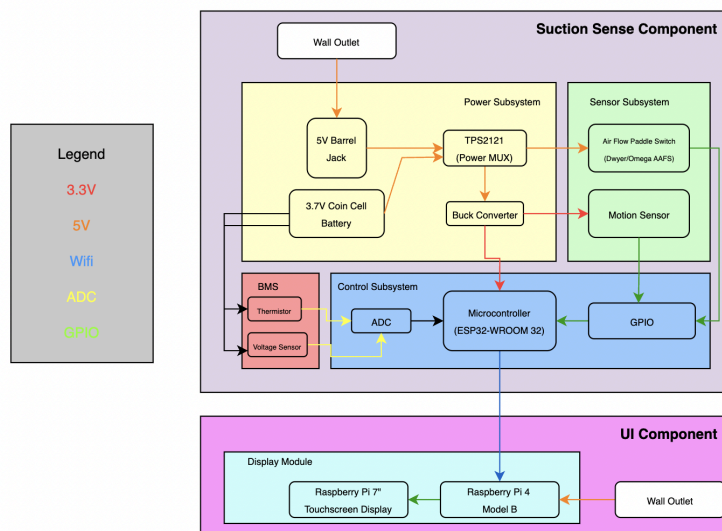 Suction Sense Component
Wall Outlet
Power Subsystem
Sensor Subsystem
5V Barrel
Jack
TPS2121
(Power MUX)
Air Flow Paddle Switch
(Dwyer/Omega AAFS)
Legend
3.3V
5V
Wifi
ADC
GPIO
3.7V Coin Cell
Battery
Buck Converter
Motion Sensor
BMS
Control Subsystem
Thermistor
Voltage Sensor
ADC
Microcontroller
(ESP32-WROOM 32)
GPIO
UI Component
Display Module
Raspberry Pi 7"
Touchscreen Display
Raspberry Pi 4
Model B
Wall Outlet